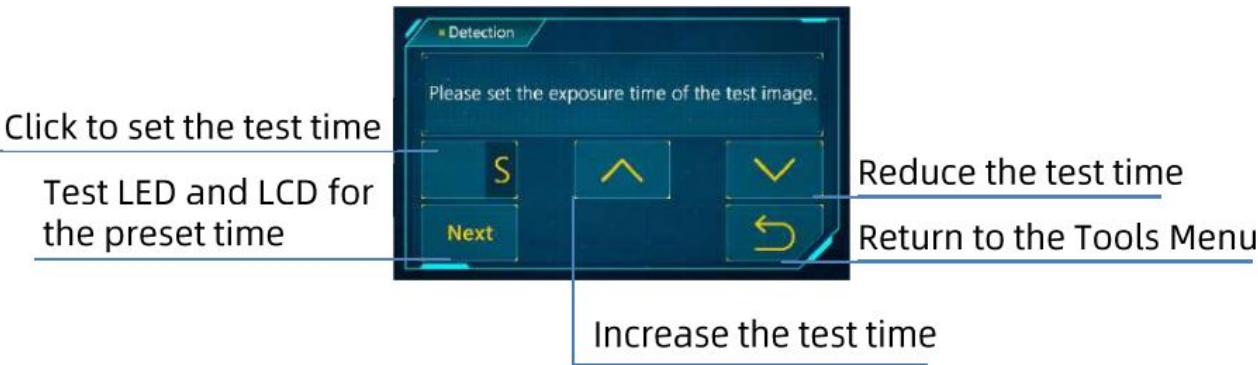 Detection
Please set the exposure time of the test image.
Click to set the test time
S
Test LED and LCD for
the preset time
Next
Reduce the test time
Return to the Tools Menu
Increase the test time